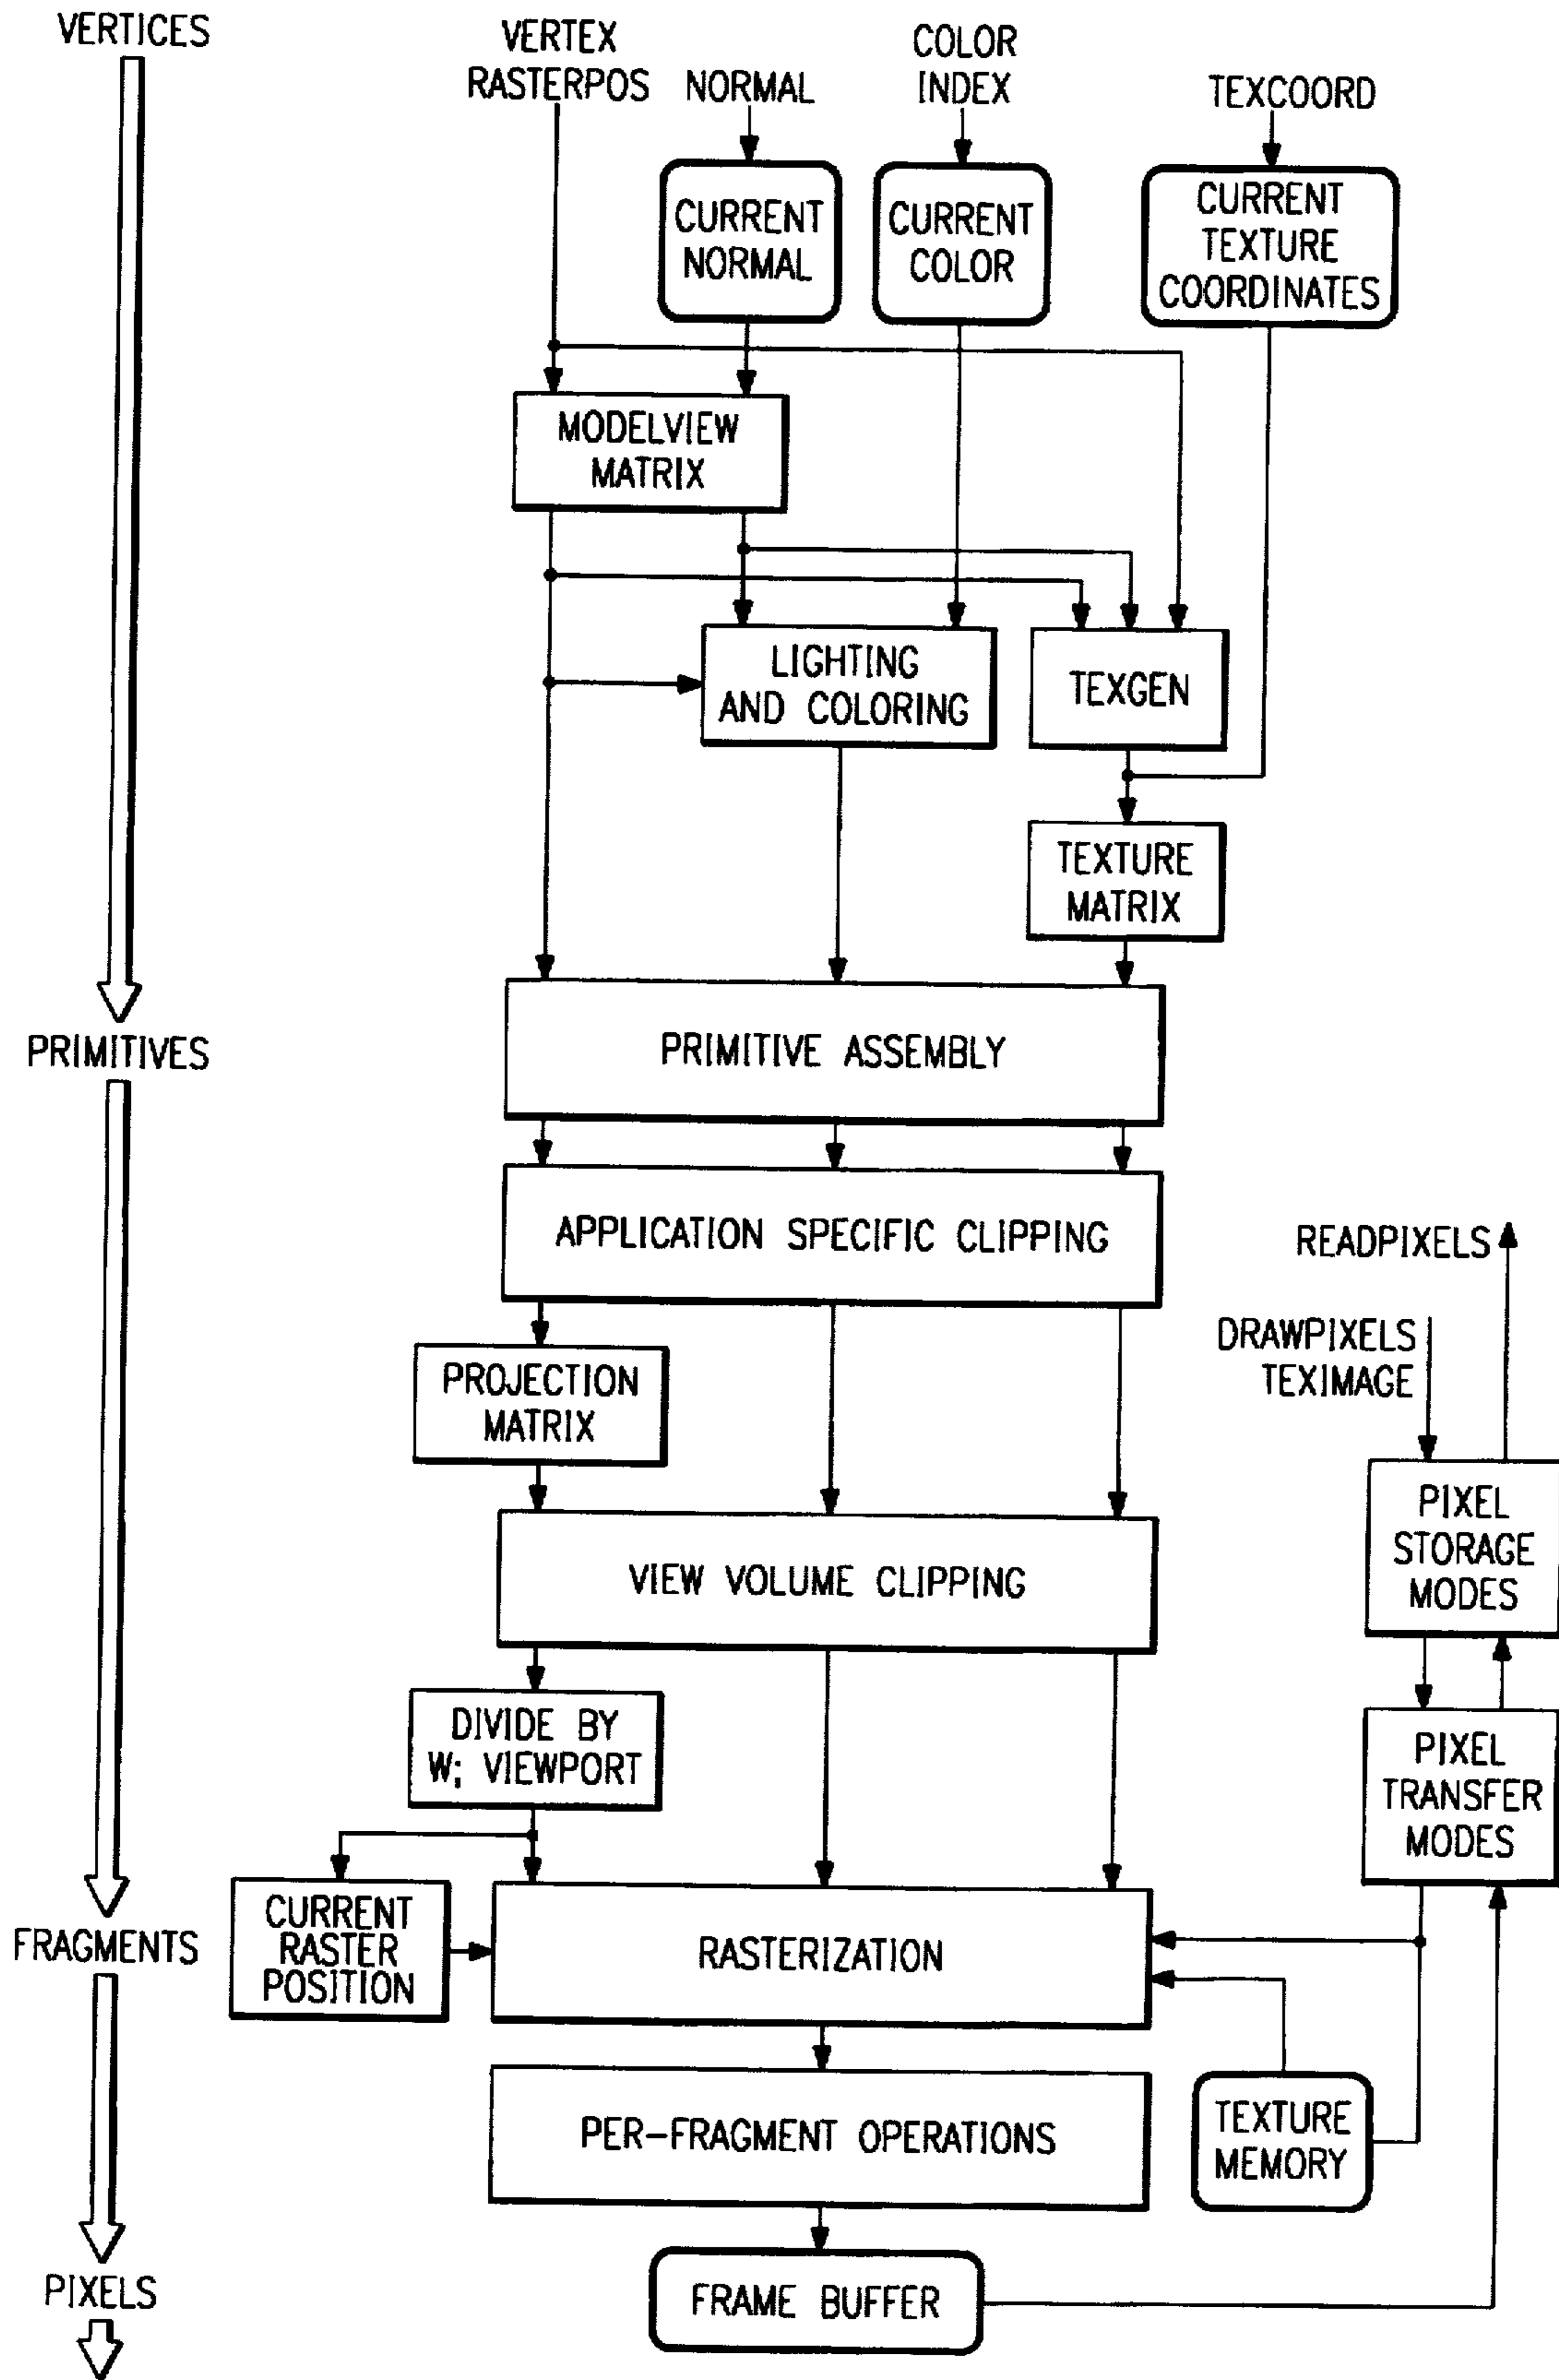 VERTICES
VERTEX
RASTERPOS
NORMAL
COLOR
INDEX
TEXCOORD
CURRENT
NORMAL
CURRENT
COLOR
CURRENT
TEXTURE
COORDINATES
MODELVIEW
MATRIX
LIGHTING
AND COLORING
TEXGEN
TEXTURE
MATRIX
PRIMITIVES
PRIMITIVE ASSEMBLY
APPLICATION SPECIFIC CLIPPING
READPIXELS
DRAWPIXELS
TEXIMAGE
PROJECTION
MATRIX
PIXEL
STORAGE
MODES
VIEW VOLUME CLIPPING
DIVIDE BY
W; VIEWPORT
PIXEL
TRANSFER
MODES
FRAGMENTS
CURRENT
RASTER
POSITION
RASTERIZATION
PER-FRAGMENT OPERATIONS
TEXTURE
MEMORY
PIXELS
FRAME BUFFER